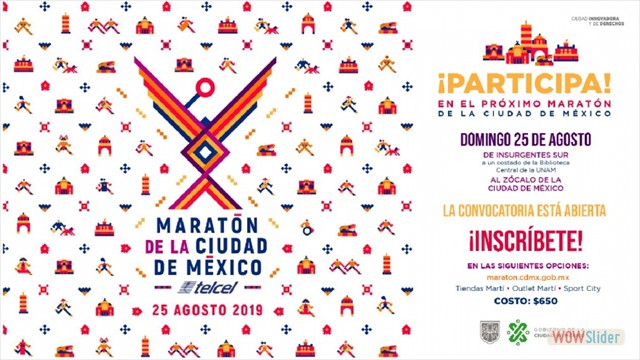 MARATÓN
DE LA CIUDAD
DE MÉXICO
telcel
25 AGOSTO 2019
CIUDAD INNOVADORA
Y DE DERECHOS
¡PARTICIPA!
EN EL PRÓXIMO MARATÓN
DE LA CIUDAD DE MÉXICO
DOMINGO 25 DE AGOSTO
DE INSURGENTES SUR
a un costado de la Biblioteca
Central de la UNAM
AL ZÓCALO DE LA
CIUDAD DE MÉXICO
LA CONVOCATORIA ESTÁ ABIERTA
¡INSCRÍBETE!
EN LAS SIGUIENTES OPCIONES:
maraton.cdmx.gob.mx
Tiendas Martí • Outlet Martí • Sport City
COSTO: $650
WOWSlider